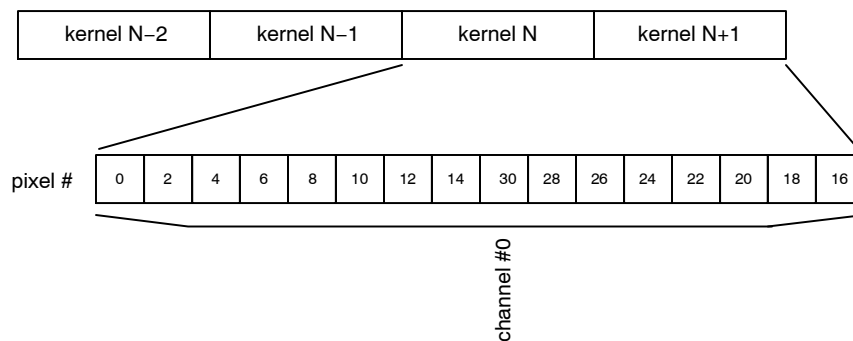 kernel N−2 kernel N−1 kernel N kernel N+1
pixel # 0 2 4 6 8 10 12 14 30 28 26 24 22 20 18 16
channel #0